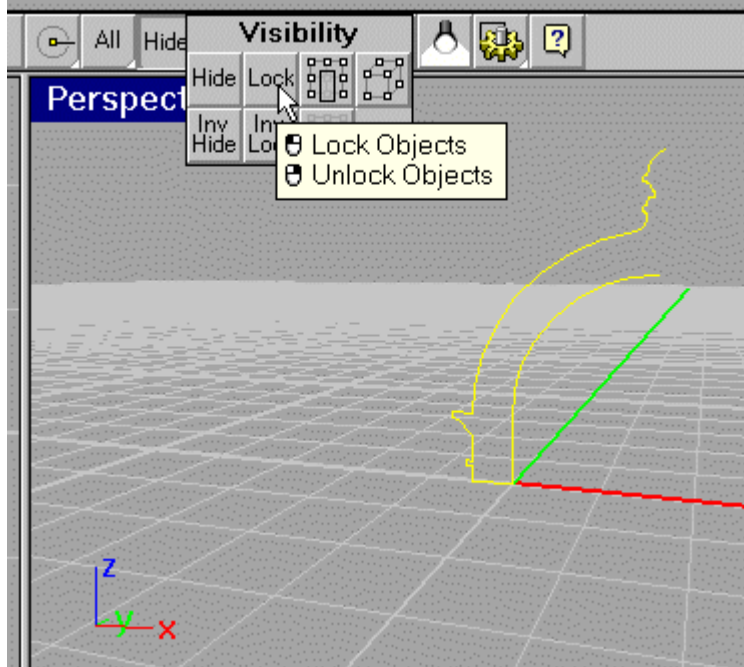 All
Hide
Visibility
?
Hide
Lock
Perspect
Inv
Hide
Lock Objects
Unlock Objects
z
y
x